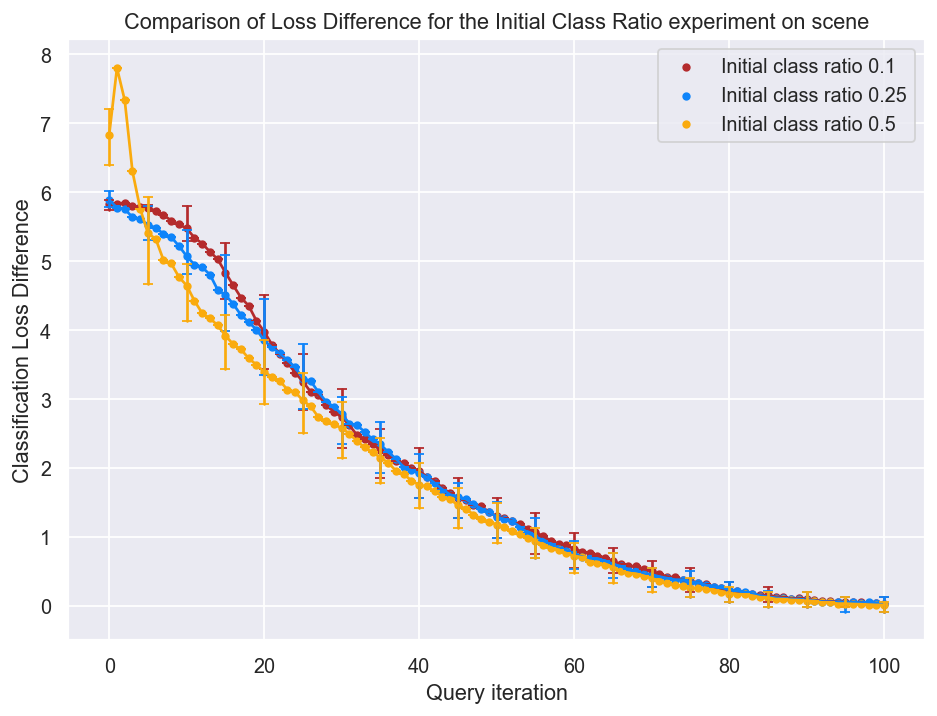 Comparison of Loss Difference for the Initial Class Ratio experiment on scene
Initial class ratio 0.1
Initial class ratio 0.25
Initial class ratio 0.5
Classification Loss Difference
8
7
6
5
4
3
2
1
0
0 20 40 60 80 100
Query iteration